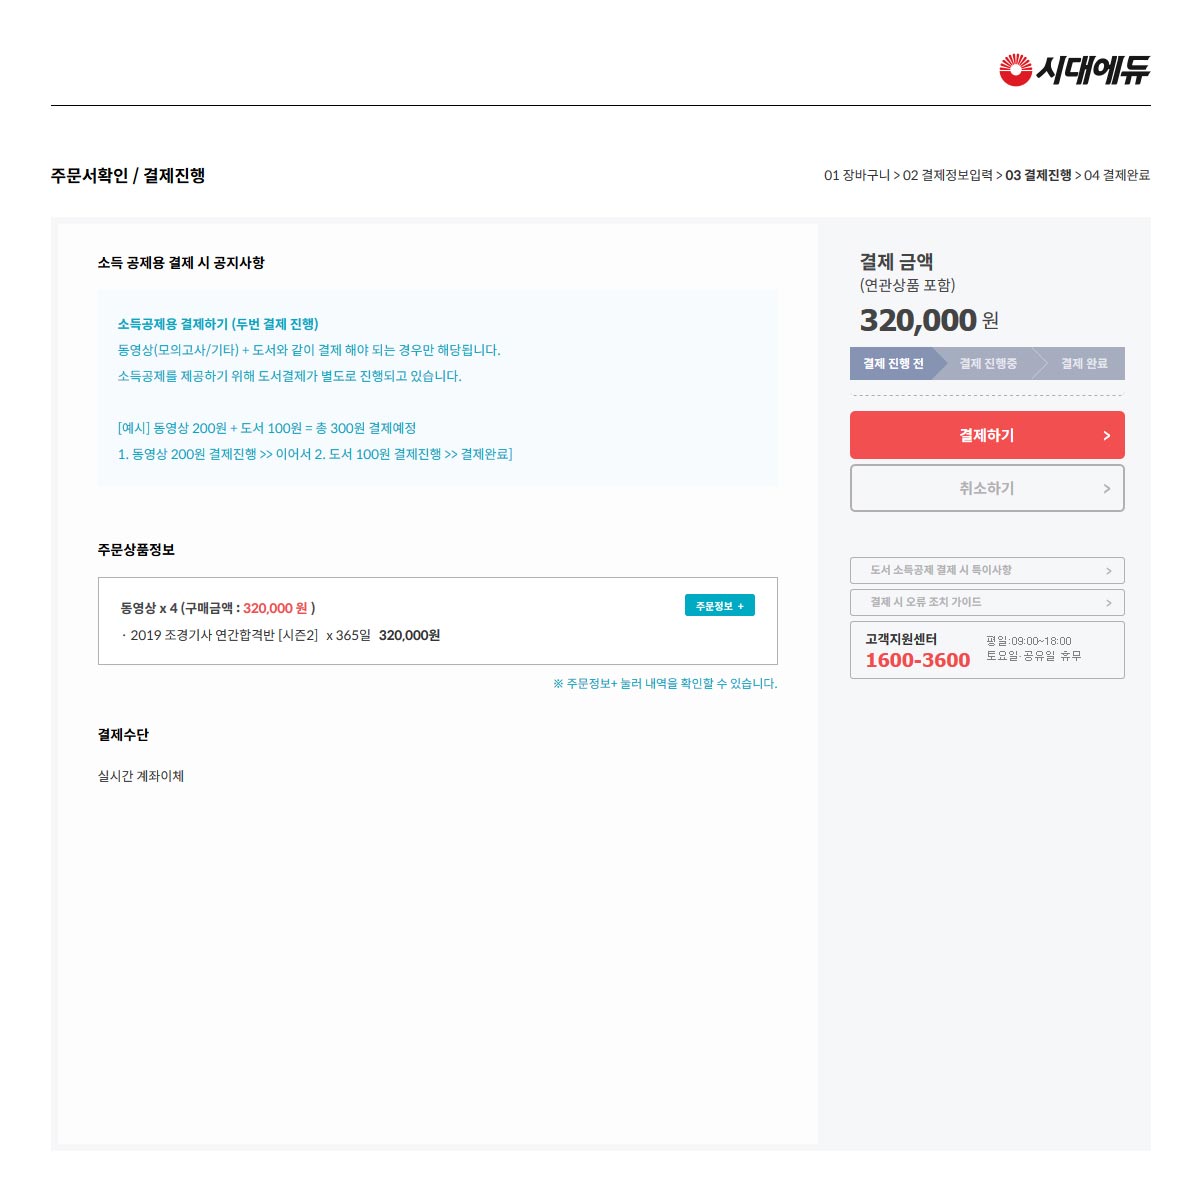 시대에듀
주문서확인 / 결제진행
01 장바구니 > 02 결제정보입력 > 03 결제진행 > 04 결제완료
소득 공제용 결제 시 공지사항
소득공제용 결제하기 (두번 결제 진행)
동영상(모의고사/기타) + 도서와 같이 결제 해야 되는 경우만 해당됩니다.
소득공제를 제공하기 위해 도서결제가 별도로 진행되고 있습니다.
[예시] 동영상 200원 + 도서 100원 = 총 300원 결제예정
1. 동영상 200원 결제진행 >> 이어서 2. 도서 100원 결제진행 >> 결제완료]
주문상품정보
동영상 x 4 (구매금액 : 320,000 원 )
주문정보 +
· 2019 조경기사 연간합격반 [시즌2] x 365일 320,000원
※ 주문정보+ 눌러 내역을 확인할 수 있습니다.
결제수단
실시간 계좌이체
결제 금액
(연관상품 포함)
320,000 원
결제 진행 전 결제 진행중 결제 완료
결제하기 >
취소하기 >
도서 소득공제 결제 시 특이사항 >
결제 시 오류 조치 가이드 >
고객지원센터
1600-3600
평일:09:00~18:00
토요일·공유일 휴무